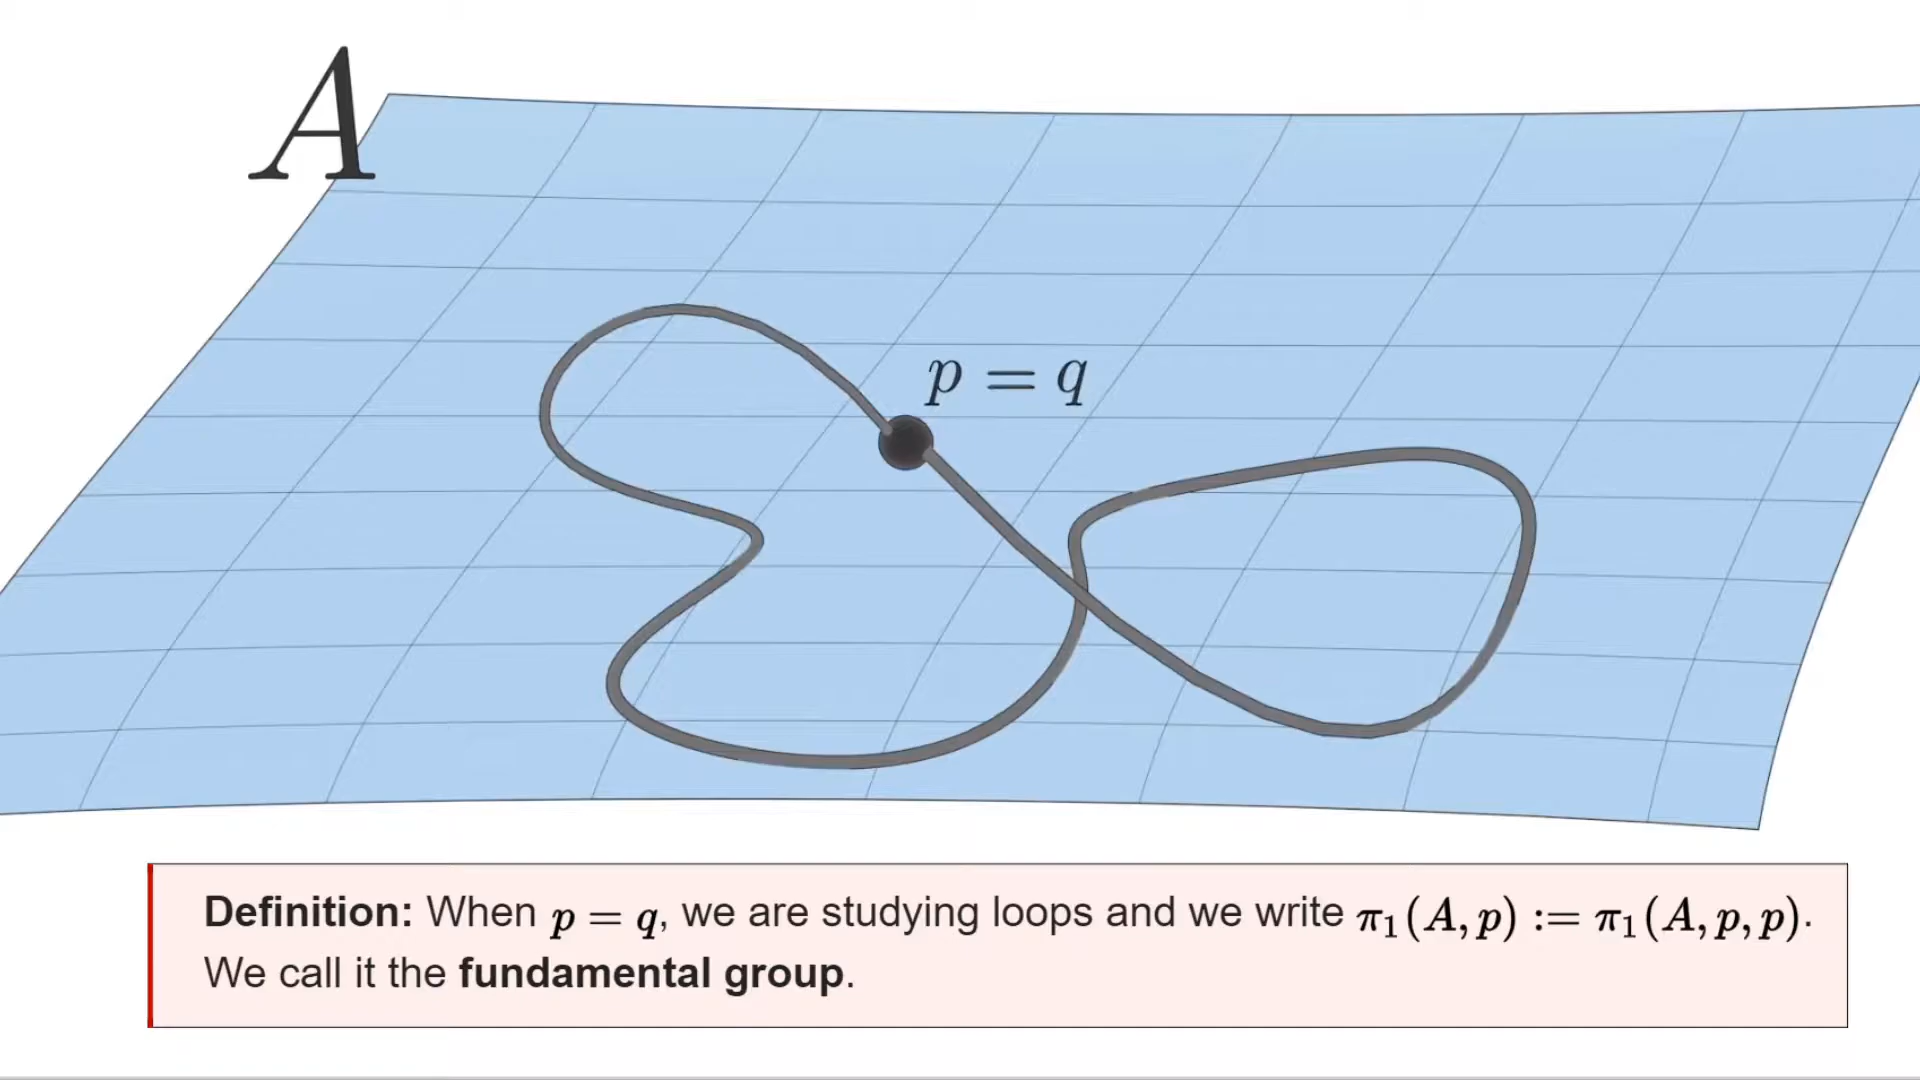 A
p = q
Definition: When p = q, we are studying loops and we write π₁(A, p) := π₁(A, p, p).
We call it the fundamental group.